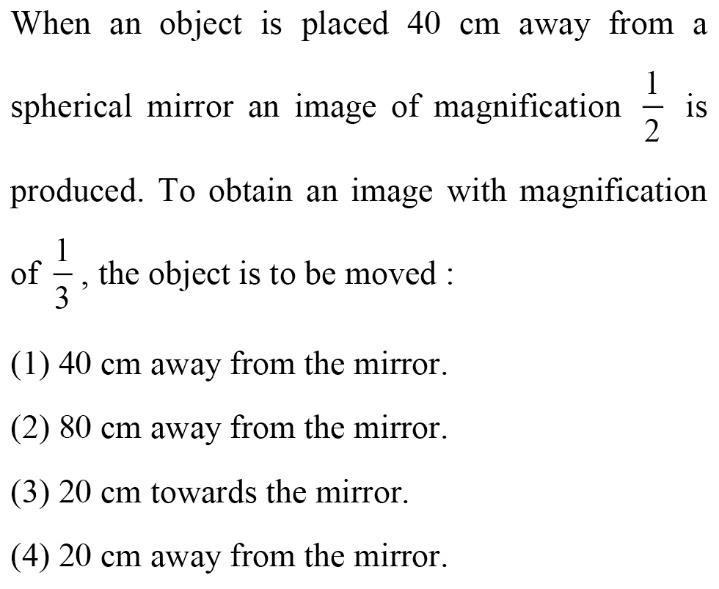 When an object is placed 40 cm away from a
spherical mirror an image of magnification 1/2 is
produced. To obtain an image with magnification
of 1/3, the object is to be moved :
(1) 40 cm away from the mirror.
(2) 80 cm away from the mirror.
(3) 20 cm towards the mirror.
(4) 20 cm away from the mirror.